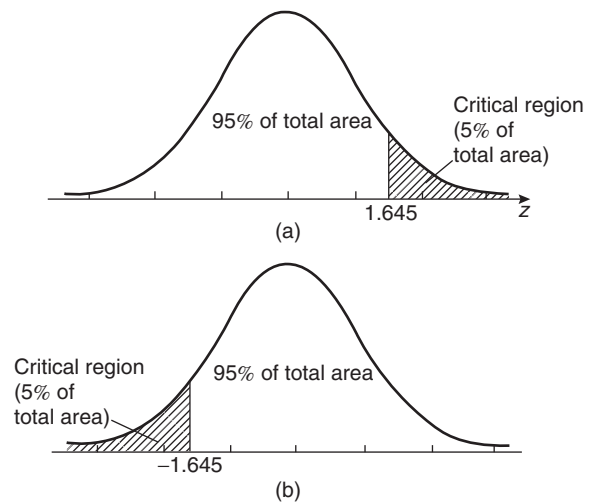 95% of total area
Critical region
(5% of
total area)
1.645
z
(a)
Critical region
(5% of
total area)
95% of total area
−1.645
(b)